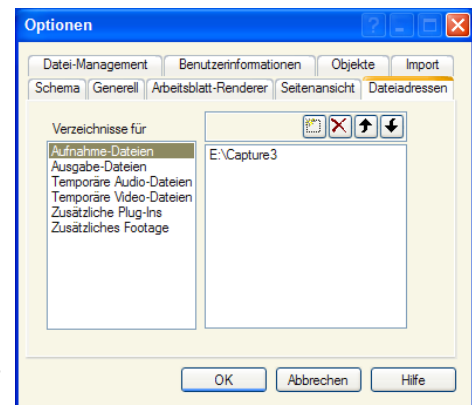 Optionen
Datei-Management Benutzerinformationen Objekte Import
Schema Generell Arbeitsblatt-Renderer Seitenansicht Dateiadressen
Verzeichnisse für
Aufnahme-Dateien
Ausgabe-Dateien
Temporäre Audio-Dateien
Temporäre Video-Dateien
Zusätzliche Plug-Ins
Zusätzliches Footage
E:\Capture3
OK Abbrechen Hilfe